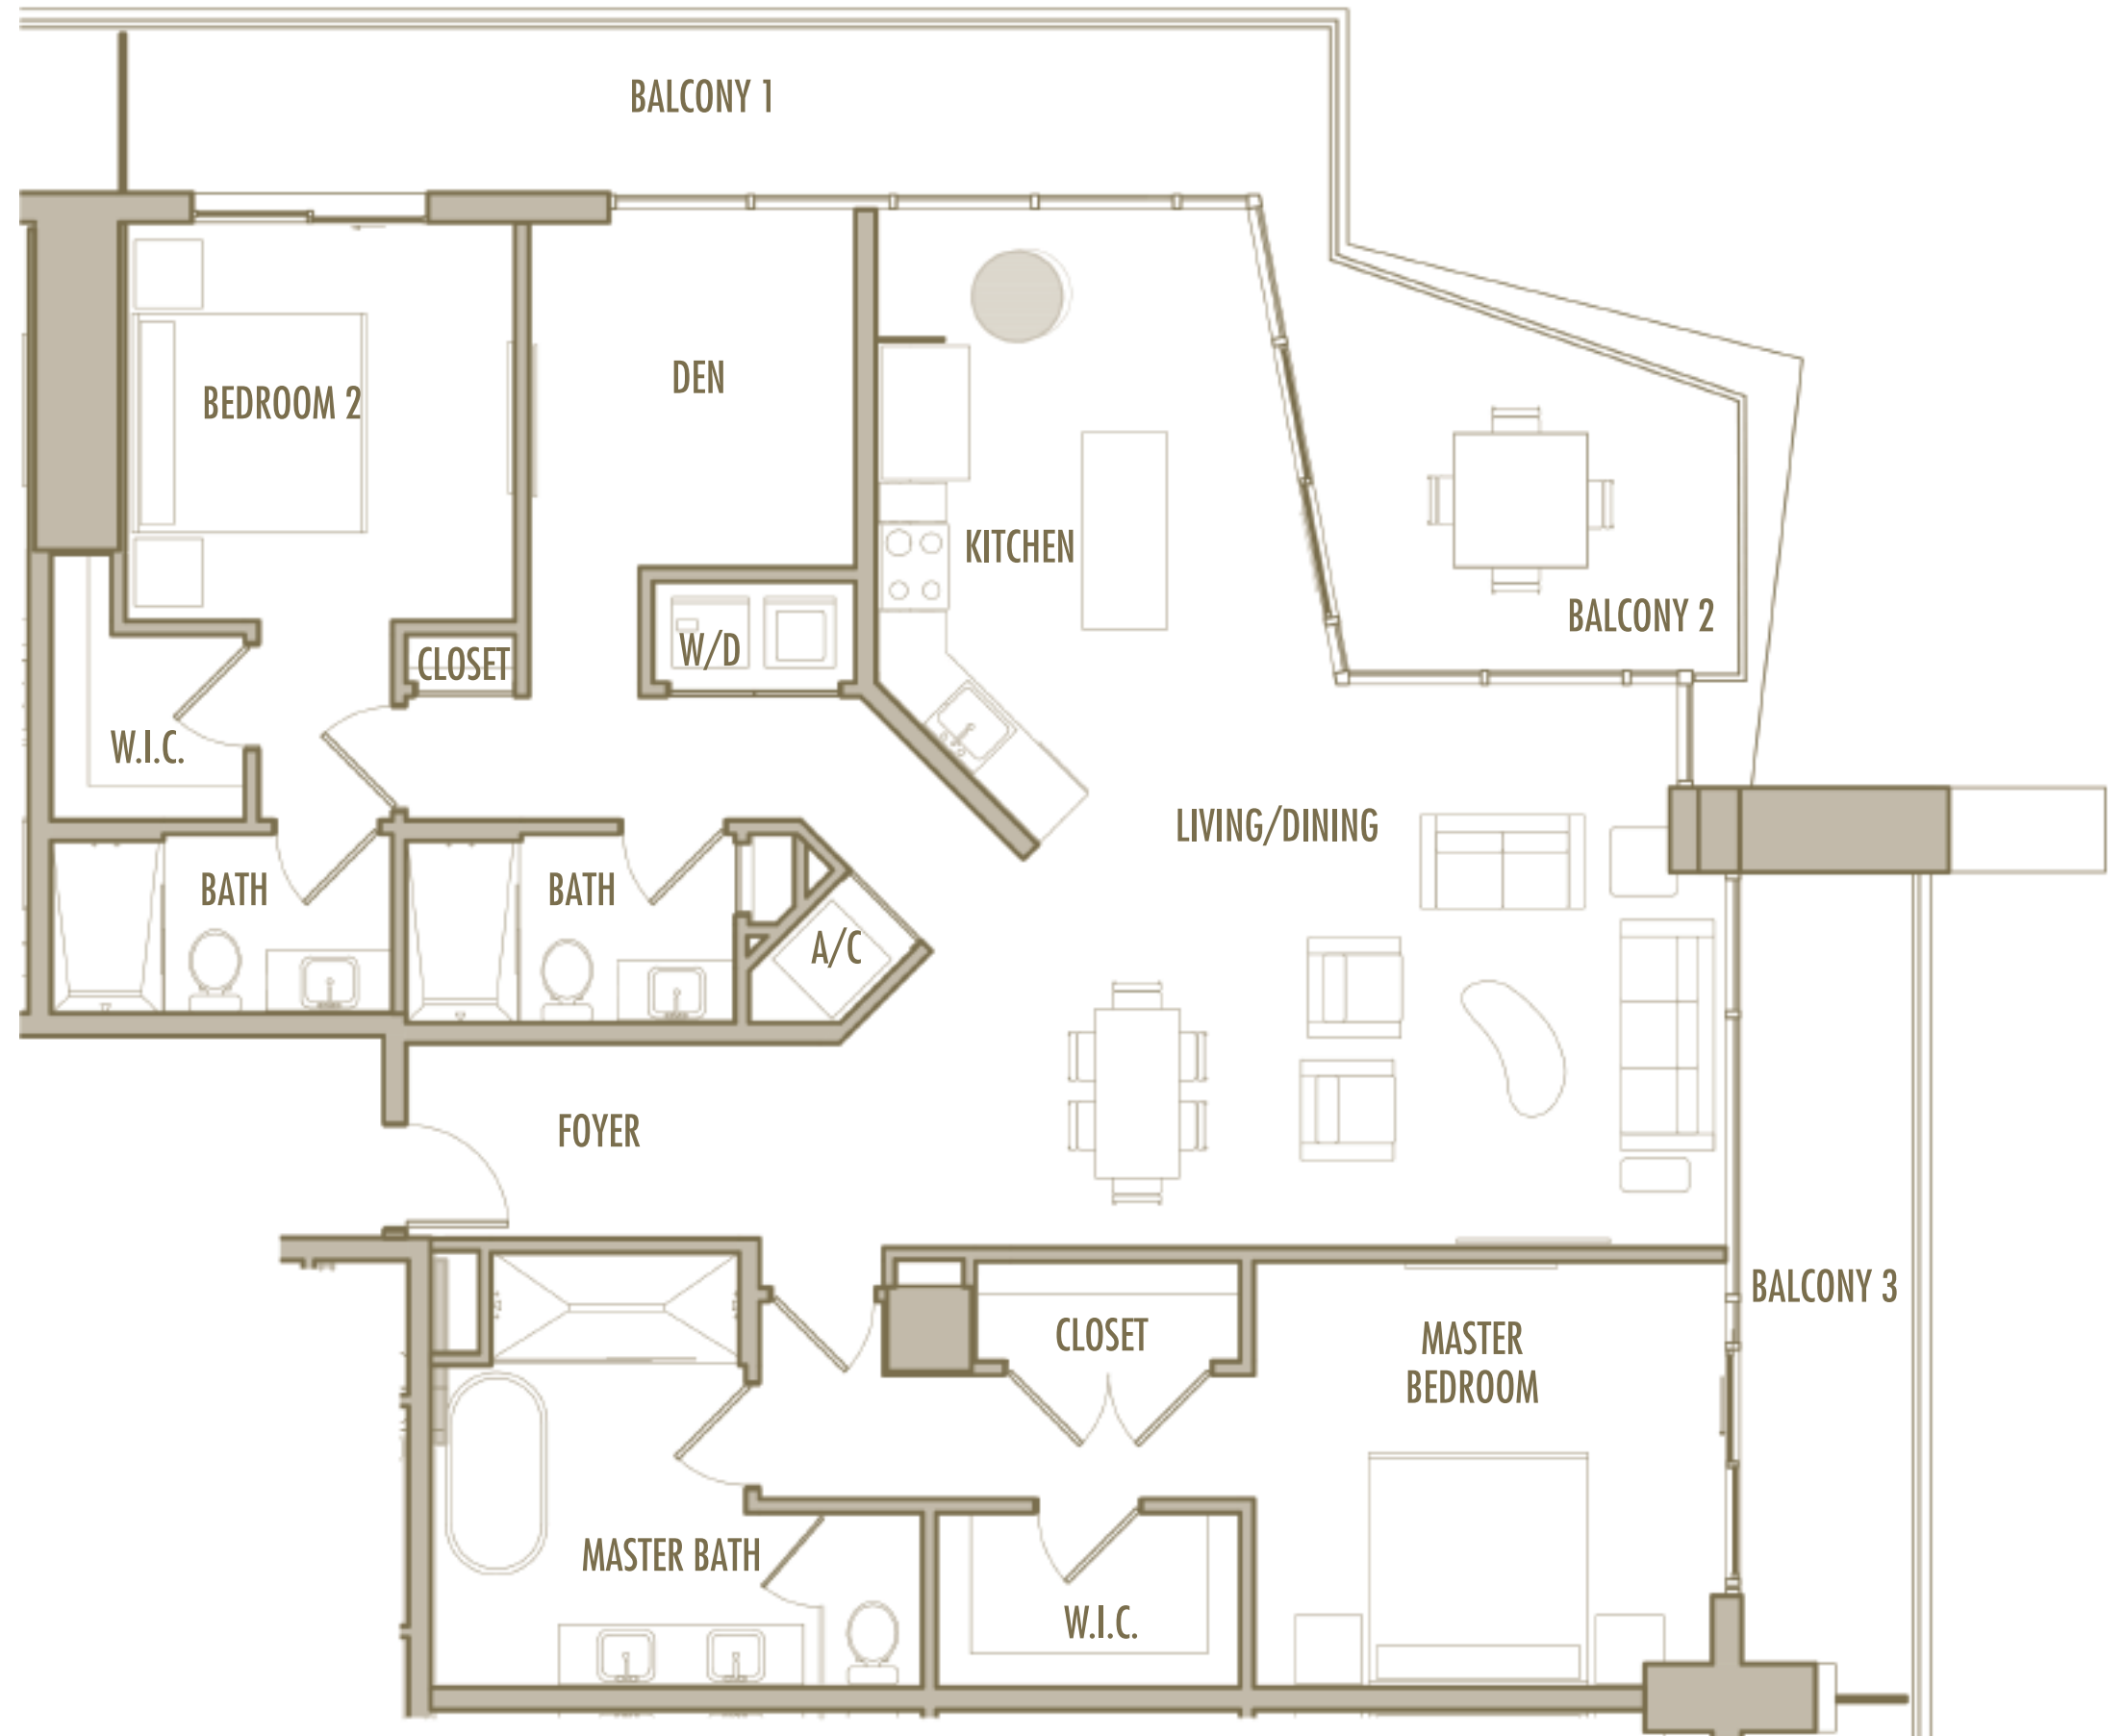 BALCONY 1
DEN
BEDROOM 2
KITCHEN
BALCONY 2
W/D
CLOSET
W.I.C.
LIVING/DINING
BATH
BATH
A/C
FOYER
BALCONY 3
CLOSET
MASTER
BEDROOM
MASTER BATH
W.I.C.